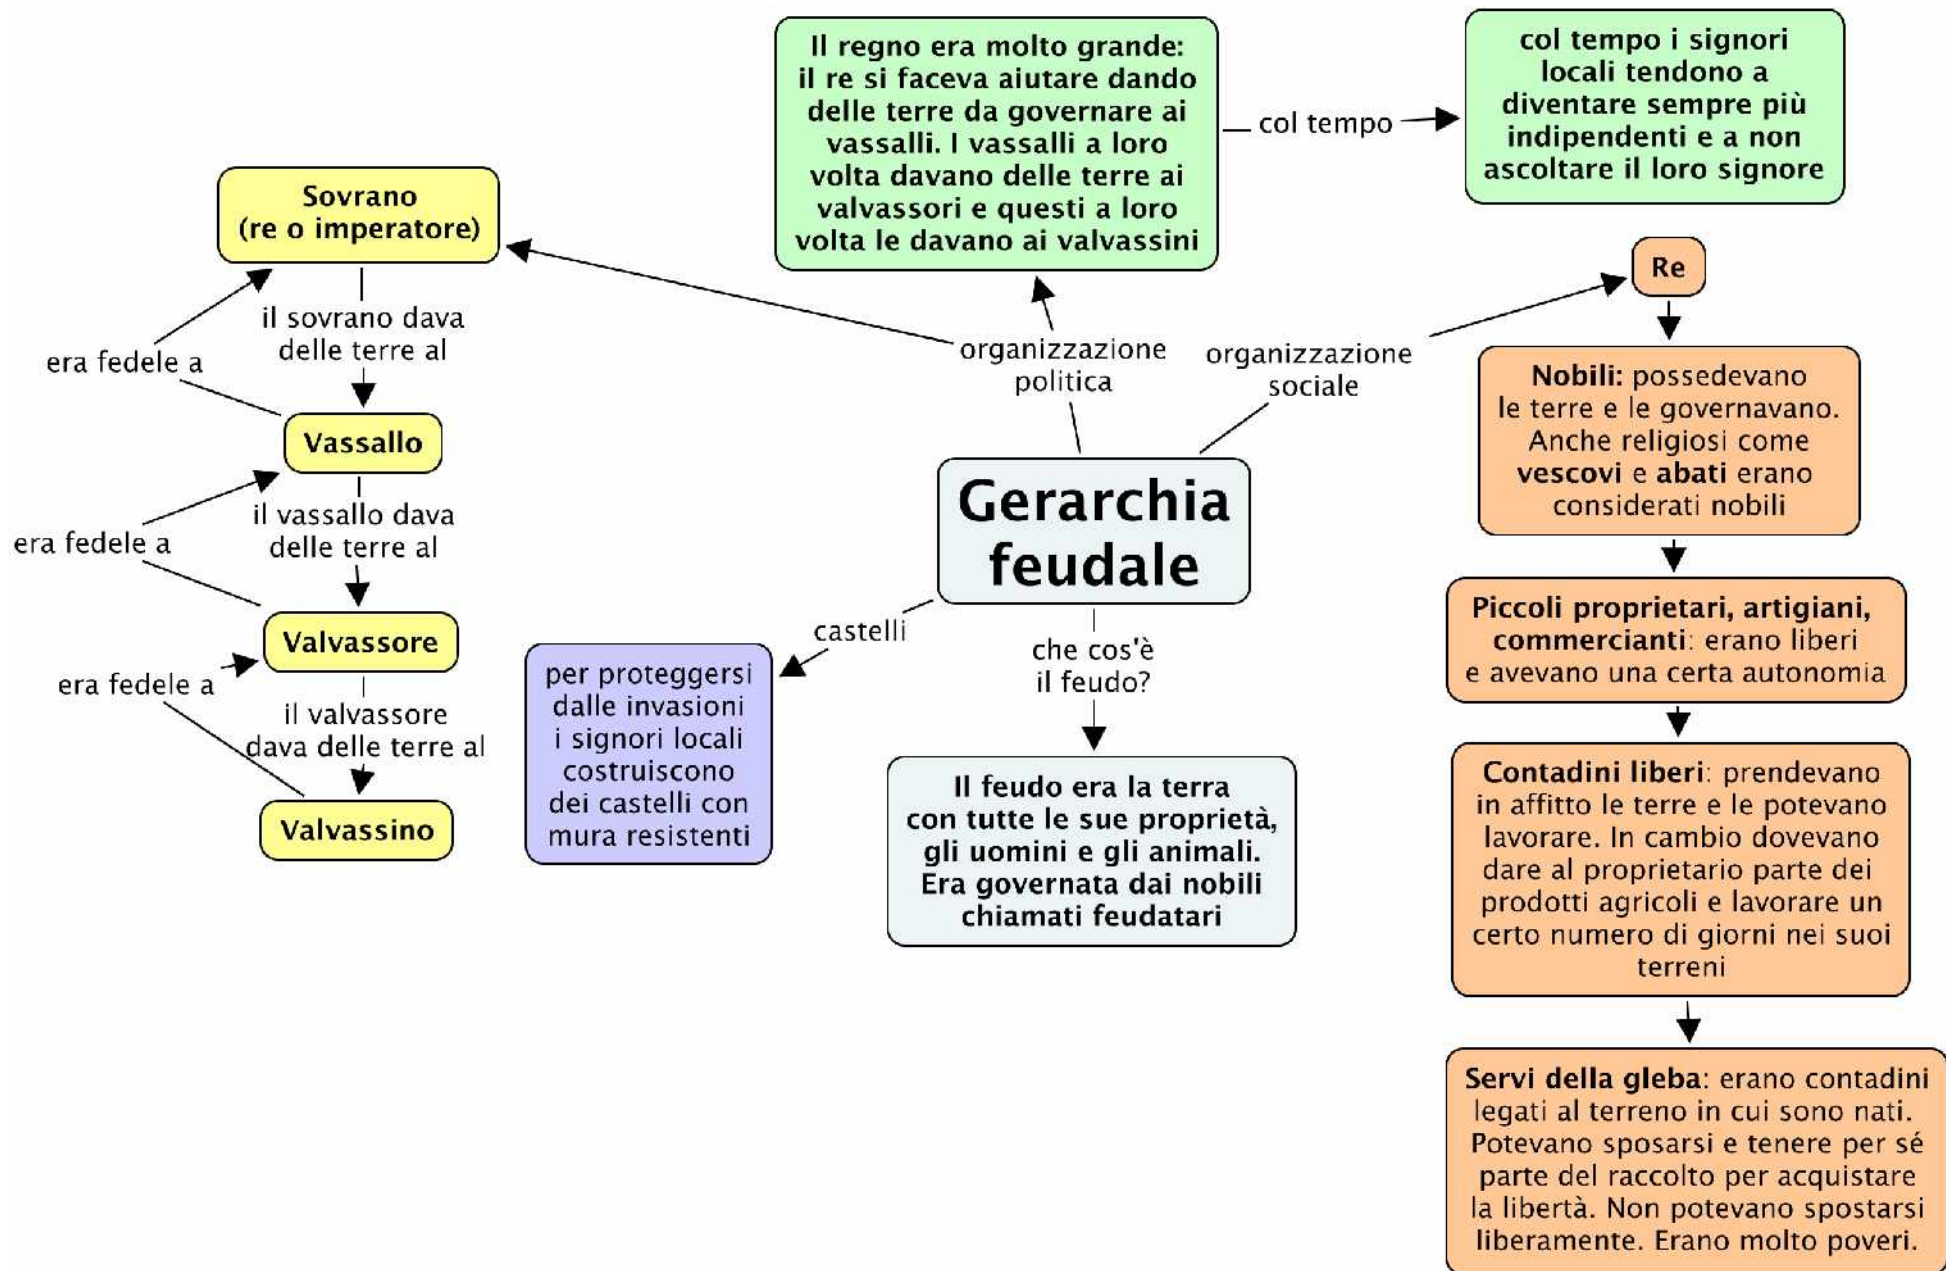 Gerarchia
feudale
organizzazione
politica
Sovrano
(re o imperatore)
il sovrano dava
delle terre al
era fedele a
Vassallo
il vassallo dava
delle terre al
era fedele a
Valvassore
era fedele a
il valvassore
dava delle terre al
Valvassino
Il regno era molto grande:
il re si faceva aiutare dando
delle terre da governare ai
vassalli. I vassalli a loro
volta davano delle terre ai
valvassori e questi a loro
volta le davano ai valvassini
col tempo
col tempo i signori
locali tendono a
diventare sempre più
indipendenti e a non
ascoltare il loro signore
organizzazione
sociale
Re
Nobili: possedevano
le terre e le governavano.
Anche religiosi come
vescovi e abati erano
considerati nobili
Piccoli proprietari, artigiani,
commercianti: erano liberi
e avevano una certa autonomia
Contadini liberi: prendevano
in affitto le terre e le potevano
lavorare. In cambio dovevano
dare al proprietario parte dei
prodotti agricoli e lavorare un
certo numero di giorni nei suoi
terreni
Servi della gleba: erano contadini
legati al terreno in cui sono nati.
Potevano sposarsi e tenere per sé
parte del raccolto per acquistare
la libertà. Non potevano spostarsi
liberamente. Erano molto poveri.
castelli
per proteggersi
dalle invasioni
i signori locali
costruiscono
dei castelli con
mura resistenti
che cos'è
il feudo?
Il feudo era la terra
con tutte le sue proprietà,
gli uomini e gli animali.
Era governata dai nobili
chiamati feudatari